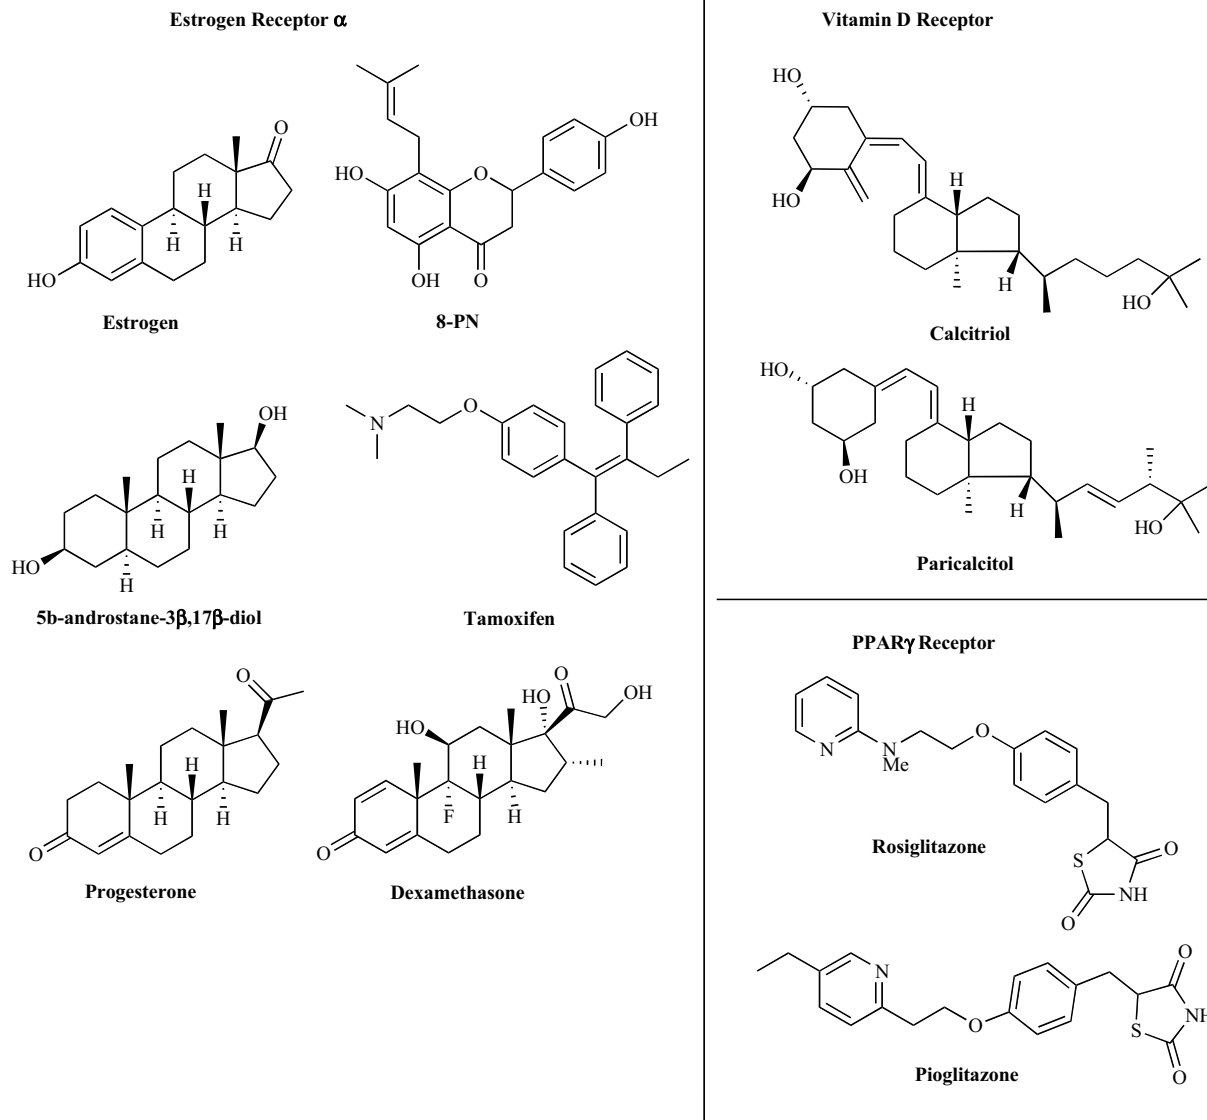 Estrogen Receptor α
O
H
H
H
HO
Estrogen
OH
HO
O
OH
O
8-PN
OH
H
H
H
HO
H
5b-androstane-3β,17β-diol
N
O
Tamoxifen
O
H
H
H
O
Progesterone
O
OH
HO
HO
H
F
H
O
Dexamethasone
Vitamin D Receptor
HO
HO
H
H
HO
Calcitriol
HO
H
OH
H
HO
Paricalcitol
PPARγ Receptor
O
N
N
Me
Rosiglitazone
S
O
NH
O
O
N
NH
O
S
O
Pioglitazone